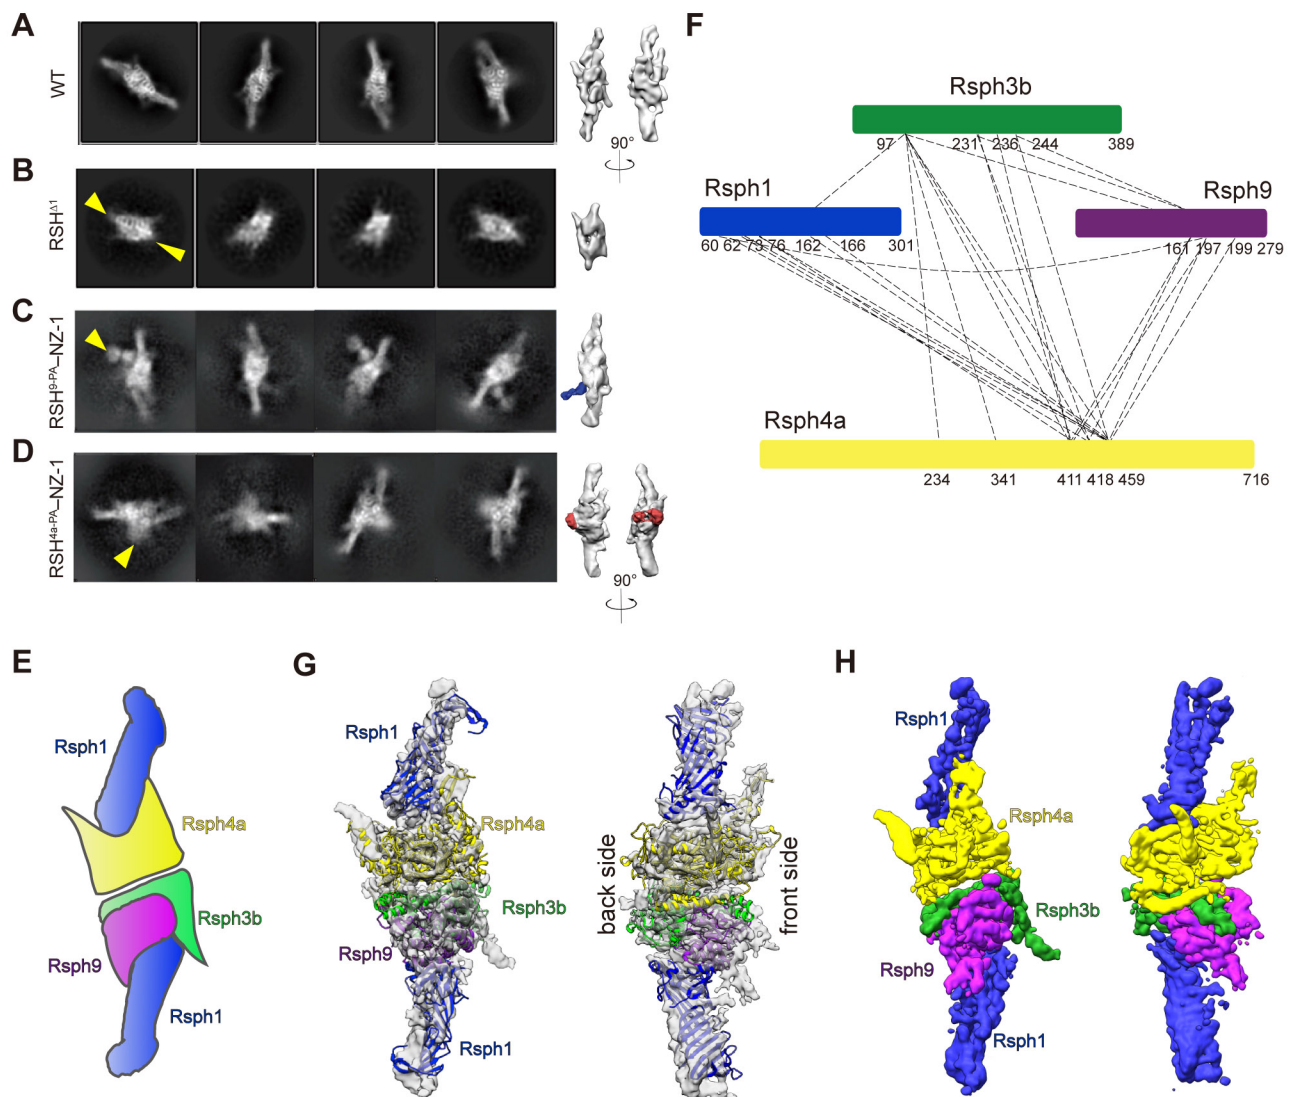 A
WT
90°
B
RSHΔ1
C
RSH9-PA–NZ-1
D
RSH4a-PA–NZ-1
90°
F
Rsph3b
97 231 236 244 389
Rsph1
Rsph9
60 62 73 76 162 166 301
161 197 199 279
Rsph4a
234 341 411 418 459 716
E
Rsph1
Rsph4a
Rsph3b
Rsph9
Rsph1
G
Rsph1
Rsph4a
Rsph3b
Rsph9
Rsph1
back side
front side
H
Rsph1
Rsph4a
Rsph3b
Rsph9
Rsph1